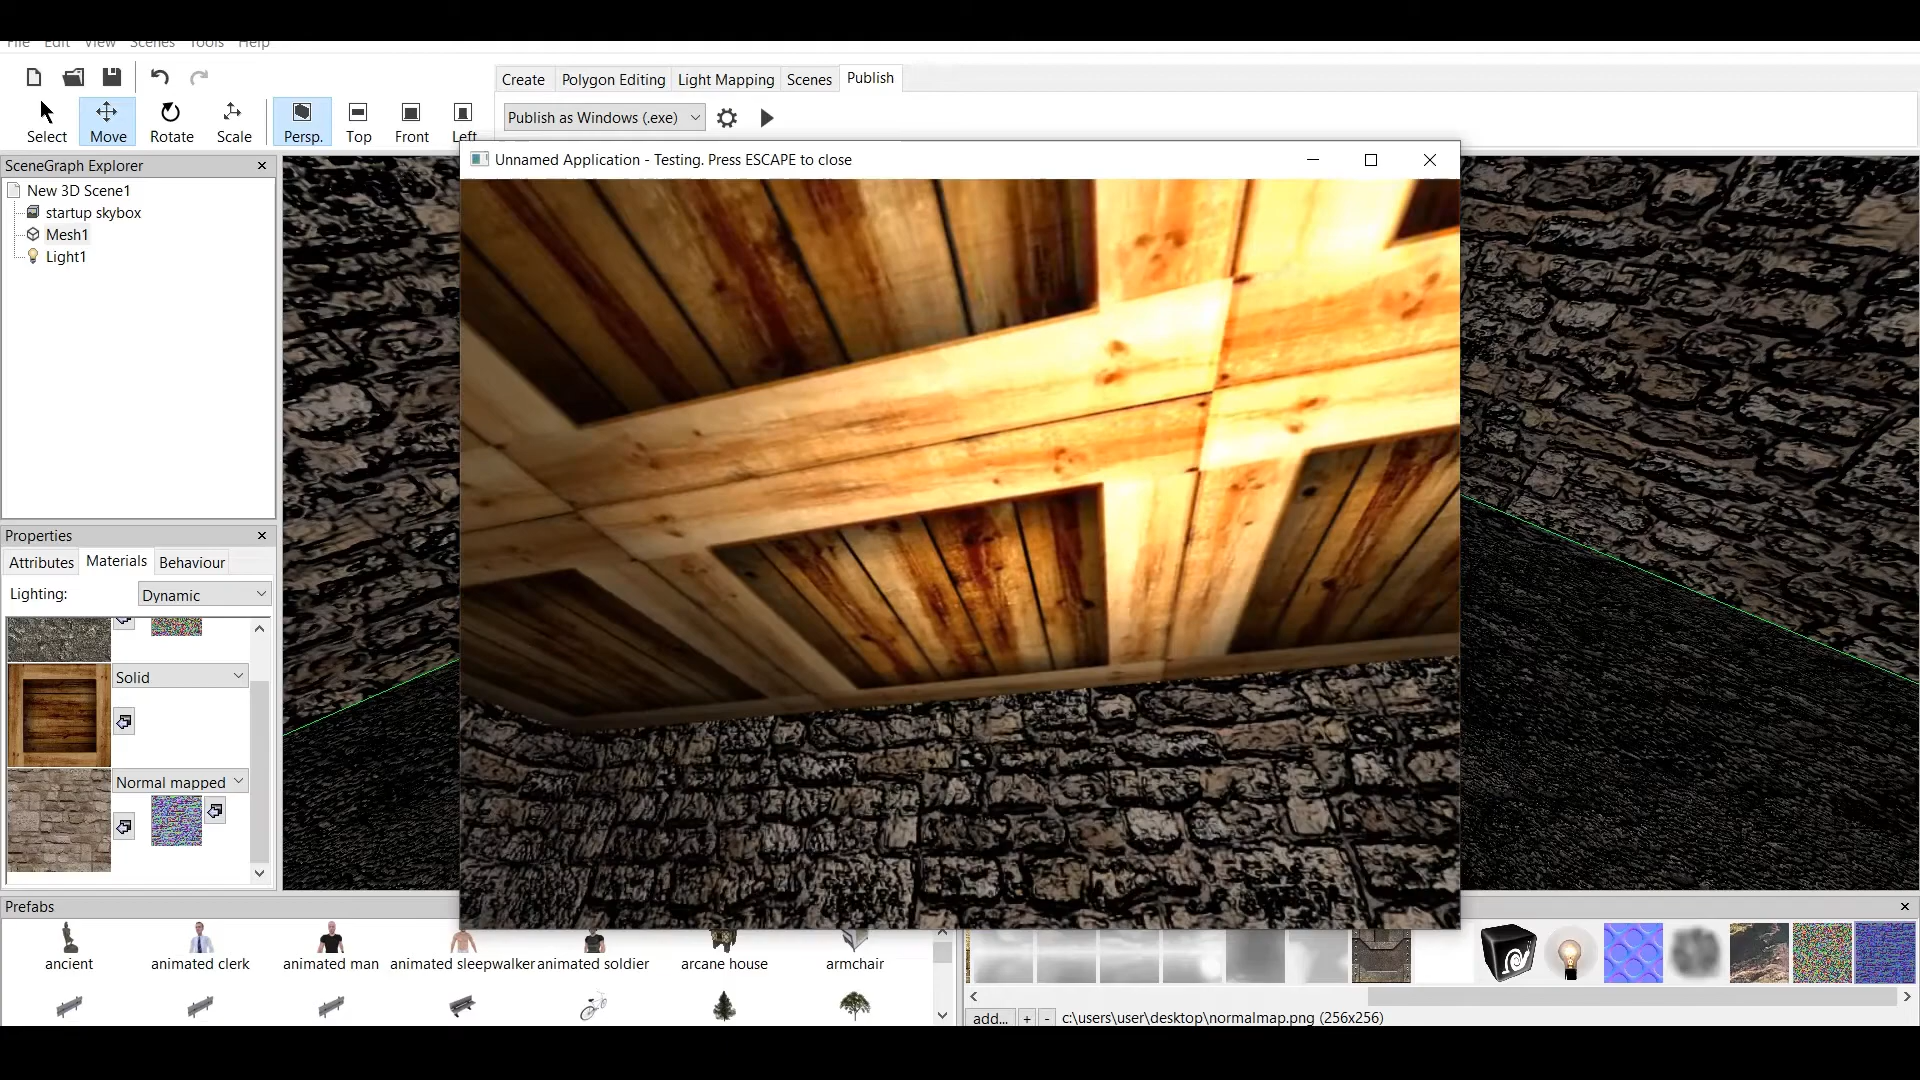 File Edit View Scenes Tools Help
Create Polygon Editing Light Mapping Scenes Publish
Select Move Rotate Scale Persp. Top Front Left
Publish as Windows (.exe)
SceneGraph Explorer
New 3D Scene1
startup skybox
Mesh1
Light1
Unnamed Application - Testing. Press ESCAPE to close
Properties
Attributes Materials Behaviour
Lighting: Dynamic
Solid
Normal mapped
Prefabs
ancient animated clerk animated man animated sleepwalker animated soldier arcane house armchair
add... + - c:\users\user\desktop\normalmap.png (256x256)